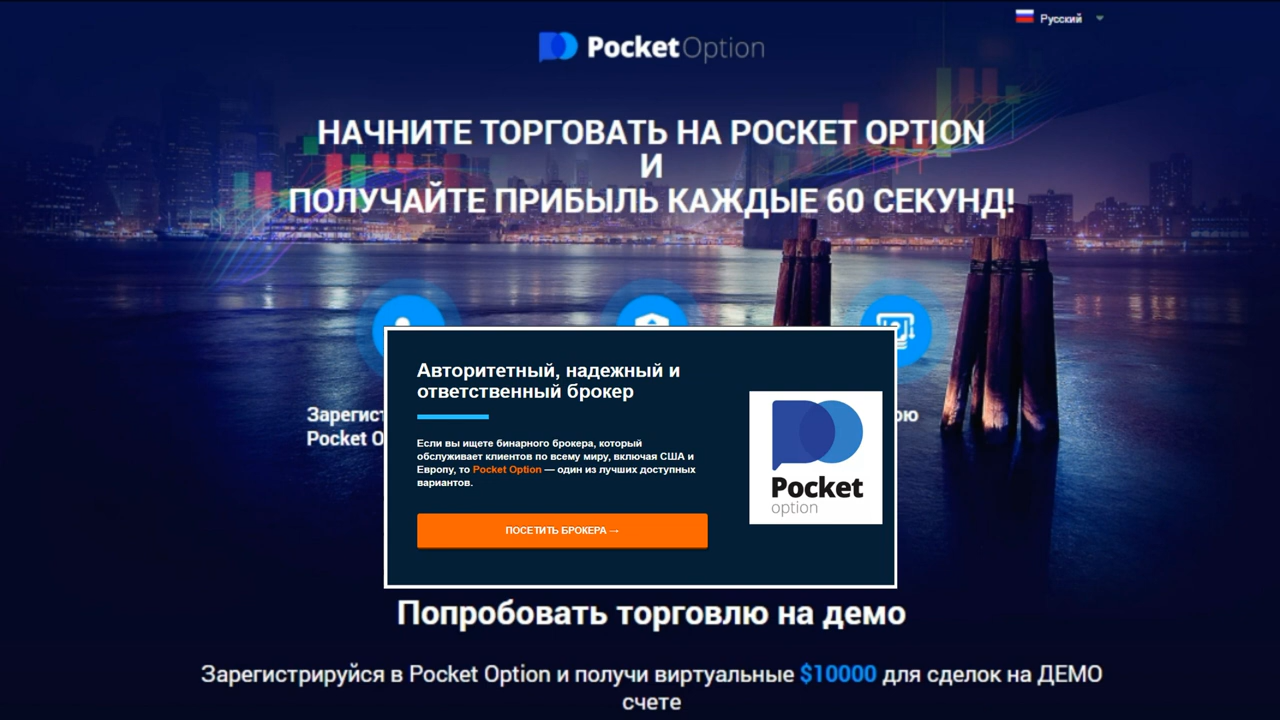 Русский
PocketOption
НАЧНИТЕ ТОРГОВАТЬ НА POCKET OPTION
И
ПОЛУЧАЙТЕ ПРИБЫЛЬ КАЖДЫЕ 60 СЕКУНД!
Авторитетный, надежный и
ответственный брокер
Если вы ищете бинарного брокера, который
обслуживает клиентов по всему миру, включая США и
Европу, то Pocket Option — один из лучших доступных
вариантов.
ПОСЕТИТЬ БРОКЕРА →
Pocket
option
Попробовать торговлю на демо
Зарегистрируйся в Pocket Option и получи виртуальные $10000 для сделок на ДЕМО
счете